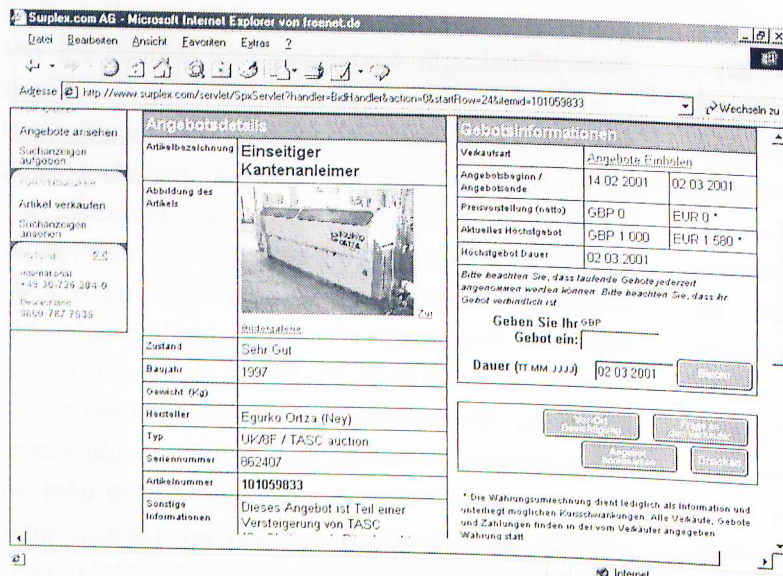 Surplex.com AG - Microsoft Internet Explorer von freenet.de
Datei Bearbeiten Ansicht Favoriten Extras ?
Adresse http://www.surplex.com/servlet/SpxServlet?handler=BidHandler&action=0&startRow=24&itemid=101059833
Wechseln zu
Angebote ansehen
Suchanzeigen
aufgeben
Artikel verkaufen
Suchanzeigen
ansehen
International
+49 30-726 204-0
Deutschland
0800-787 7535
Angebotsdetails
Artikelbezeichnung Einseitiger
Kantenanleimer
Abbildung des
Artikels
EGURKO
ORTZA
Zur
Bildergalerie
Zustand Sehr Gut
Baujahr 1997
Gewicht (Kg)
Hersteller Egurko Ortza (Ney)
Typ UK/BF / TASC auction
Seriennummer 862407
Artikelnummer 101059833
Sonstige
Informationen
Dieses Angebot ist Teil einer
Versteigerung von TASC
Gebotsinformationen
Verkaufsart Angebote Einholen
Angebotsbeginn /
Angebotsende
14 02 2001 02 03 2001
Preisvorstellung (netto) GBP 0 EUR 0 *
Aktuelles Höchstgebot GBP 1 000 EUR 1 580 *
Höchstgebot Dauer 02 03 2001
Bitte beachten Sie, dass laufende Gebote jederzeit
angenommen werden können. Bitte beachten Sie, dass Ihr
Gebot verbindlich ist
Geben Sie Ihr GBP
Gebot ein:
Dauer (TT MM JJJJ) 02 03 2001
* Die Währungsumrechnung dient lediglich als Information und
unterliegt möglichen Kursschwankungen. Alle Verkäufe, Gebote
und Zahlungen finden in der vom Verkäufer angegeben
Währung statt
Internet